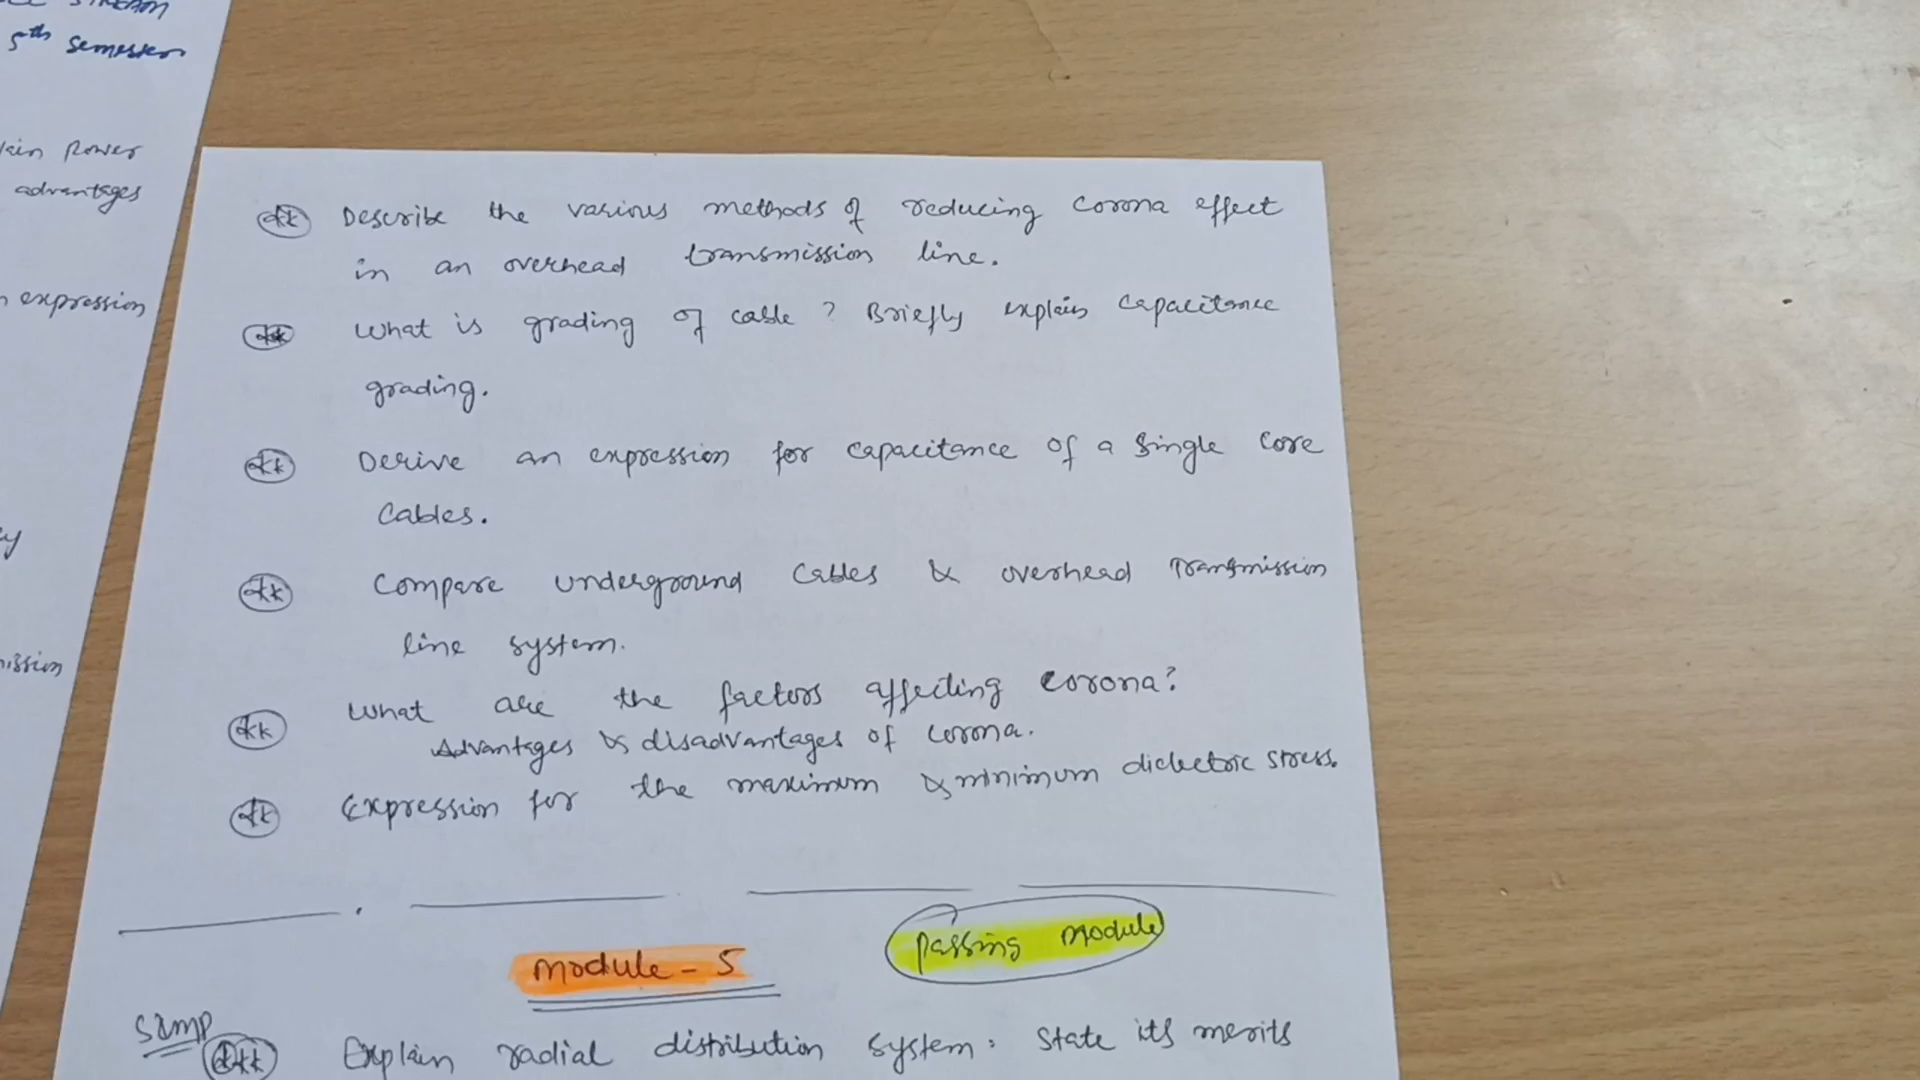 5th semester
power
advantages
expression
Describe the various methods of reducing corona effect
in an overhead transmission line.
What is grading of cable ? Briefly explain capacitance
grading.
Derive an expression for capacitance of a single core
cables.
Compare underground cables & overhead Transmission
line system.
What are the factors affecting corona?
Advantages & disadvantages of corona.
Expression for the maximum & minimum dielectric stress.
Passing module
module - 5
Explain radial distribution system. State its merits